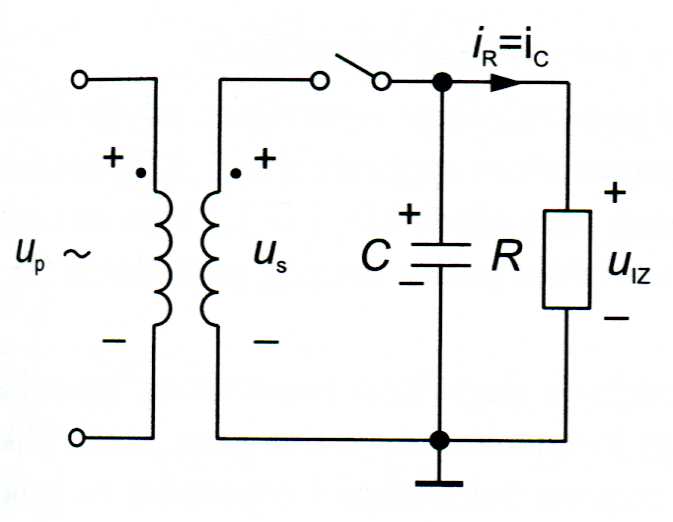 i_R=i_C
+ +
+
+
u_p ~
u_s
C
R
u_IZ
−
−
− −